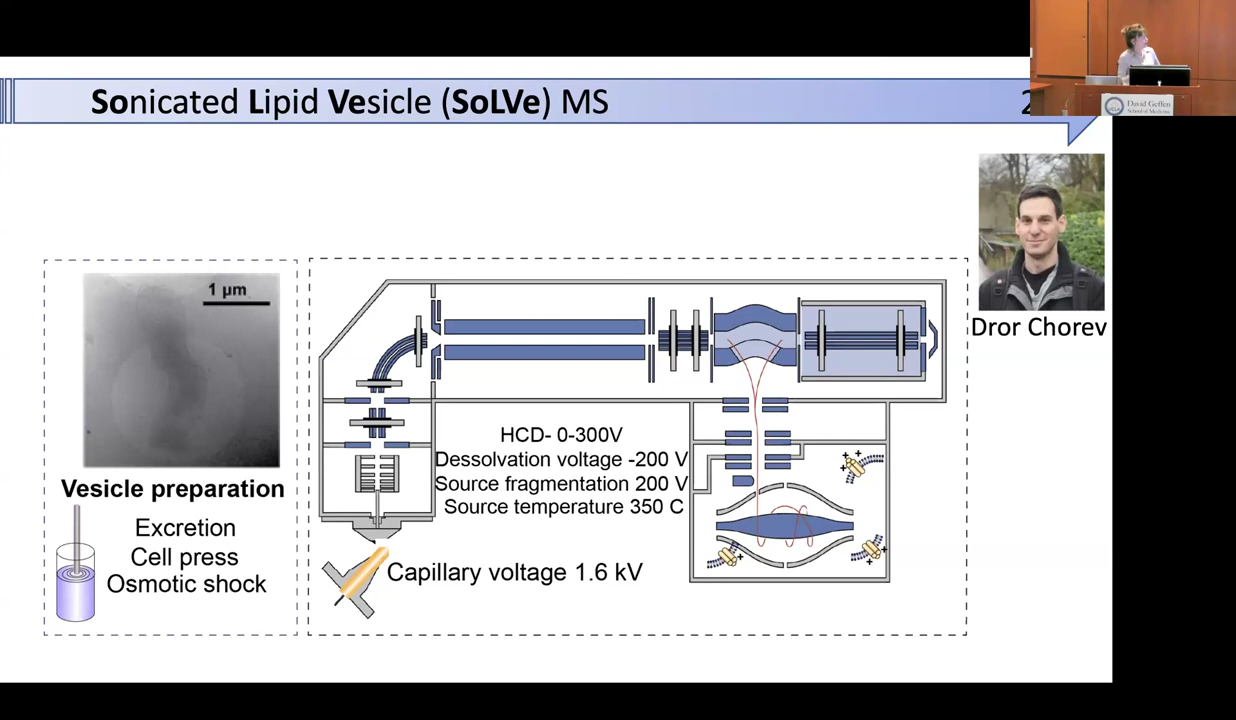 Sonicated Lipid Vesicle (SoLVe) MS
2
David Geffen
School of Medicine
Dror Chorev
1 μm
Vesicle preparation
Excretion
Cell press
Osmotic shock
HCD- 0-300V
Dessolvation voltage -200 V
Source fragmentation 200 V
Source temperature 350 C
Capillary voltage 1.6 kV
+ +
+
+
+
+
+
+